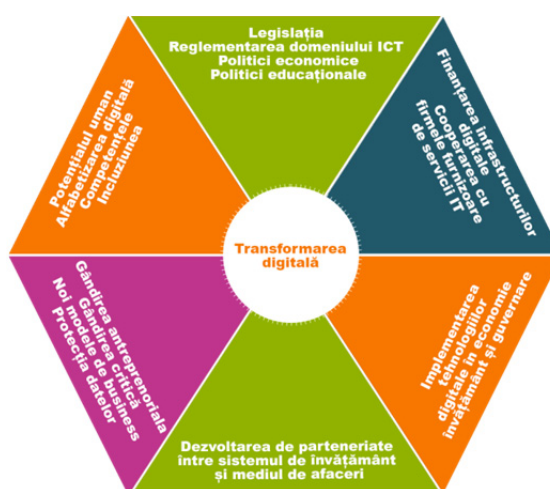 Legislația
Reglementarea domeniului ICT
Politici economice
Politici educaționale
Finanțarea infrastructurilor
digitale
Cooperarea cu
firmele furnizoare
de servicii IT
Implementarea
tehnologiilor
digitale în economie
învățământ și guvernare
Dezvoltarea de parteneriate
între sistemul de învățământ
și mediul de afaceri
Gândirea antreprenoriala
Gândirea critică
Noi modele de business
Protecția datelor
Potențialul uman
Alfabetizarea digitală
Competențele
Incluziunea
Transformarea
digitală